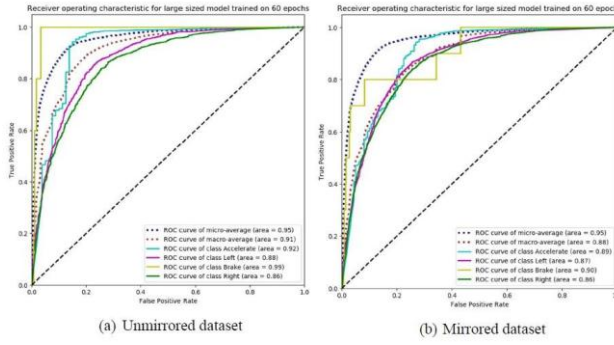 Receiver operating characteristic for large sized model trained on 60 epochs
1.0
0.8
0.6
0.4
0.2
0.0
True Positive Rate
ROC curve of micro-average (area = 0.95)
ROC curve of macro-average (area = 0.91)
ROC curve of class Accelerate (area = 0.92)
ROC curve of class Left (area = 0.88)
ROC curve of class Brake (area = 0.99)
ROC curve of class Right (area = 0.86)
0.0 0.2 0.4 0.6 0.8 1.0
False Positive Rate
(a) Unmirrored dataset
Receiver operating characteristic for large sized model trained on 60 epochs
1.0
0.8
0.6
0.4
0.2
0.0
True Positive Rate
ROC curve of micro-average (area = 0.95)
ROC curve of macro-average (area = 0.88)
ROC curve of class Accelerate (area = 0.89)
ROC curve of class Left (area = 0.87)
ROC curve of class Brake (area = 0.90)
ROC curve of class Right (area = 0.86)
0.0 0.2 0.4 0.6 0.8 1.0
False Positive Rate
(b) Mirrored dataset